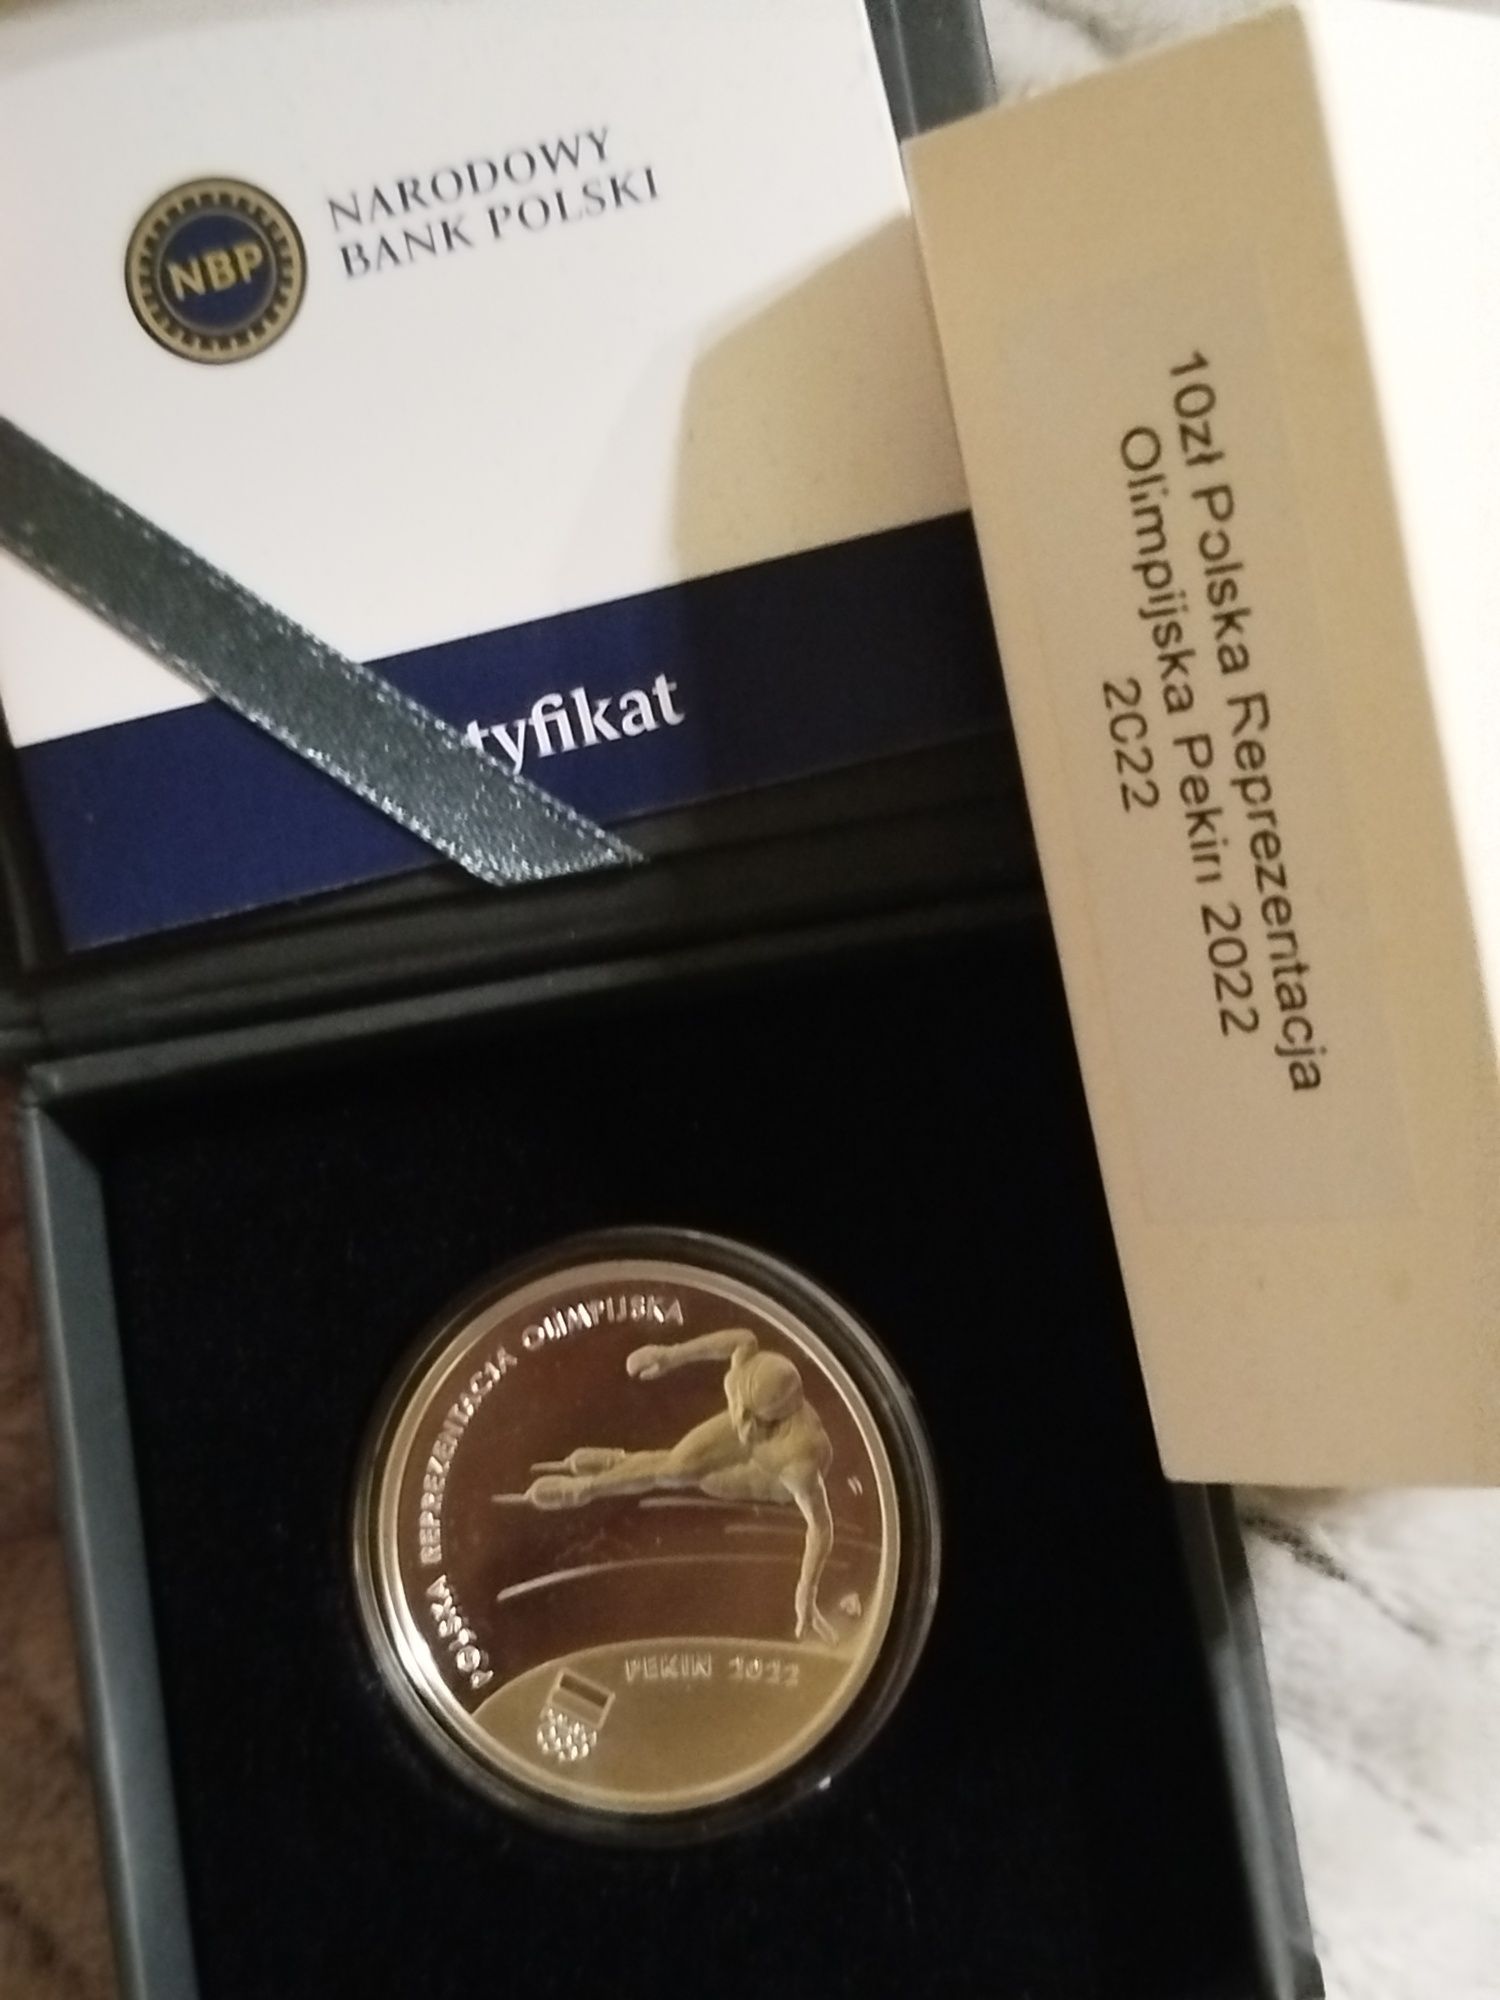 NBP
NARODOWY
BANK POLSKI
tyfikat
10zł Polska Reprezentacja
Olimpijska Pekin 2022
2022
POLSKA REPREZENTACJA OLIMPIJSKA
PEKIN 2022